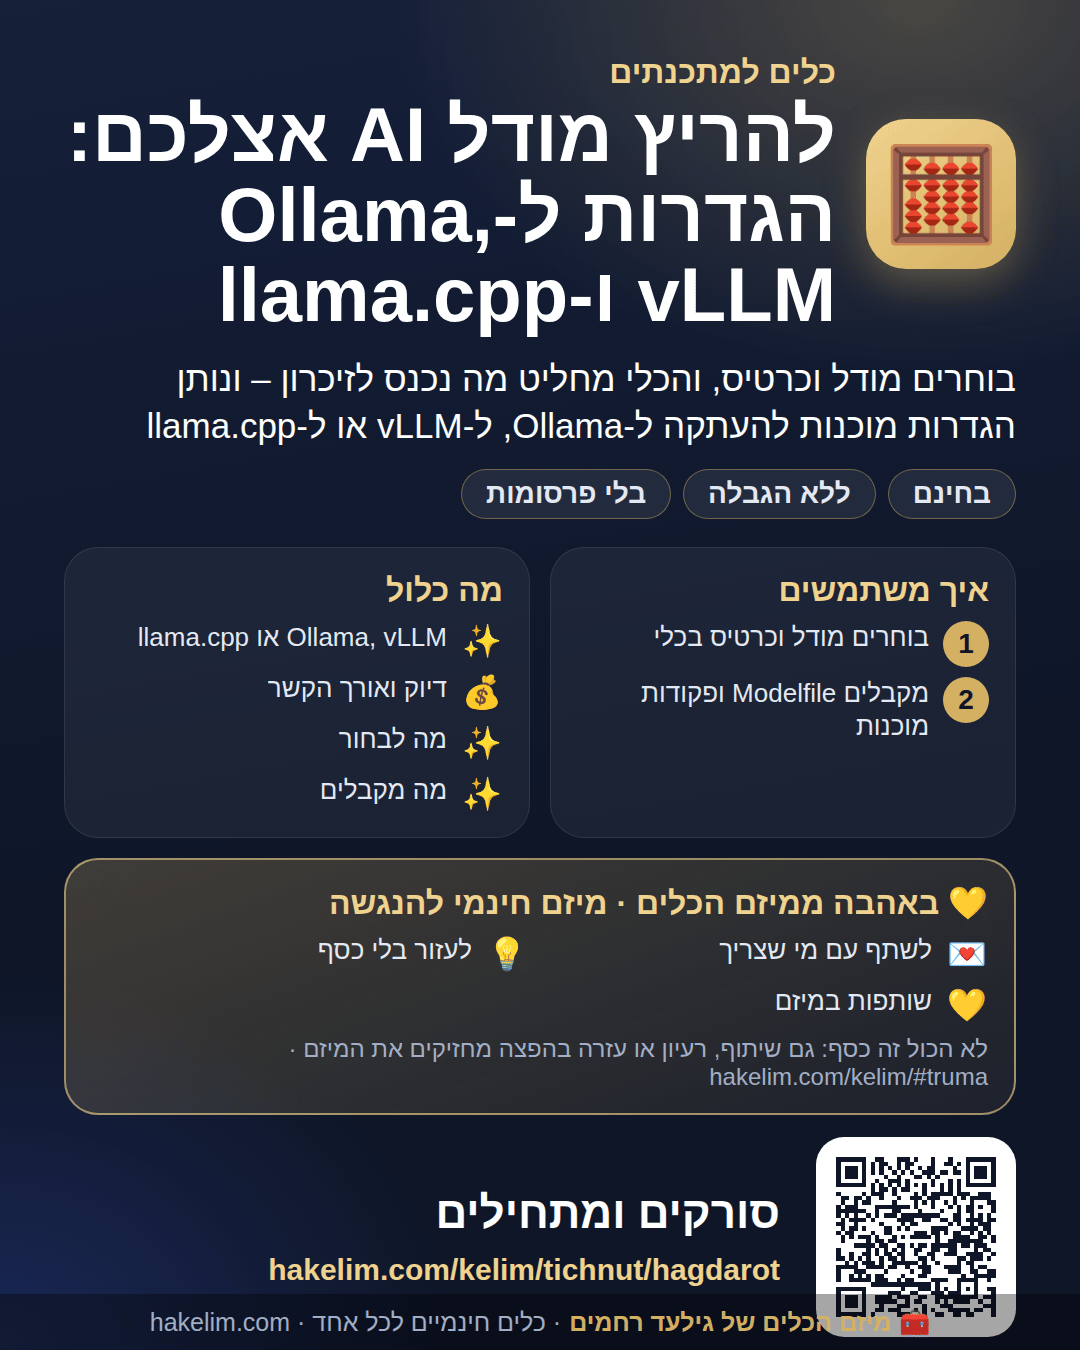 כלים למתכנתים
להריץ מודל AI אצלכם:
הגדרות ל-Ollama,
vLLM ו-llama.cpp
בוחרים מודל וכרטיס, והכלי מחליט מה נכנס לזיכרון – ונותן
הגדרות מוכנות להעתקה ל-Ollama, ל-vLLM או ל-llama.cpp
בחינם
ללא הגבלה
בלי פרסומות
איך משתמשים
1 בוחרים מודל וכרטיס בכלי
2 מקבלים Modelfile ופקודות
מוכנות
מה כלול
Ollama, vLLM או llama.cpp
דיוק ואורך הקשר
מה לבחור
מה מקבלים
באהבה ממיזם הכלים · מיזם חינמי להנגשה
לשתף עם מי שצריך
לעזור בלי כסף
שותפות במיזם
לא הכול זה כסף: גם שיתוף, רעיון או עזרה בהפצה מחזיקים את המיזם ·
hakelim.com/kelim/#truma
סורקים ומתחילים
hakelim.com/kelim/tichnut/hagdarot
מיזם הכלים של גילעד רחמים · כלים חינמיים לכל אחד · hakelim.com